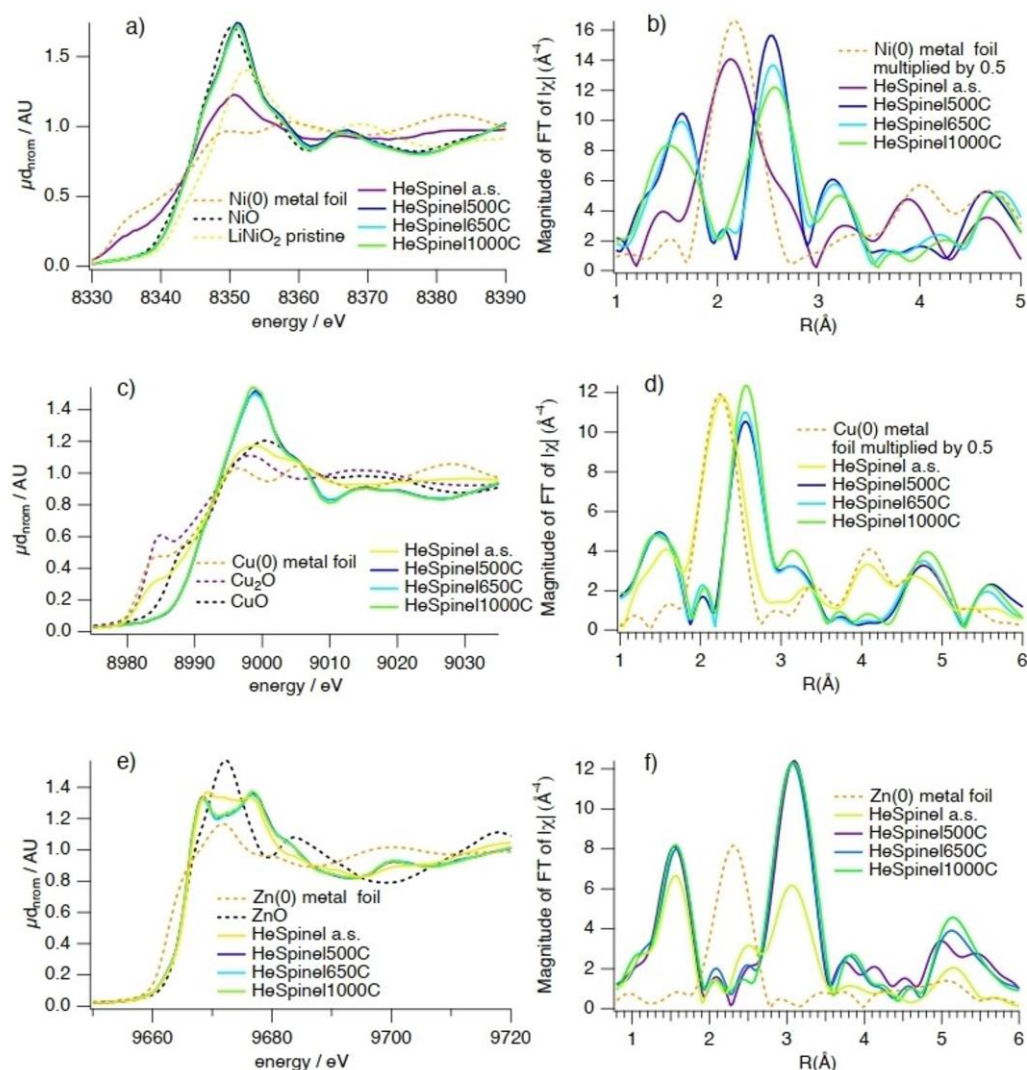 a)
1.5
1.0
0.5
0.0
μd_nrom / AU
Ni(0) metal foil
NiO
LiNiO₂ pristine
HeSpinel a.s.
HeSpinel500C
HeSpinel650C
HeSpinel1000C
8330 8340 8350 8360 8370 8380 8390
energy / eV
b)
16
14
12
10
8
6
4
2
0
Magnitude of FT of |χ| (Å⁻⁴)
Ni(0) metal foil
multiplied by 0.5
HeSpinel a.s.
HeSpinel500C
HeSpinel650C
HeSpinel1000C
1 2 3 4 5
R(Å)
c)
1.4
1.2
1.0
0.8
0.6
0.4
0.2
0.0
μd_nrom / AU
Cu(0) metal foil
Cu₂O
CuO
HeSpinel a.s.
HeSpinel500C
HeSpinel650C
HeSpinel1000C
8980 8990 9000 9010 9020 9030
energy / eV
d)
12
10
8
6
4
2
0
Magnitude of FT of |χ| (Å⁻⁴)
Cu(0) metal
foil multiplied by 0.5
HeSpinel a.s.
HeSpinel500C
HeSpinel650C
HeSpinel1000C
1 2 3 4 5 6
R(Å)
e)
1.4
1.2
1.0
0.8
0.6
0.4
0.2
0.0
μd_nrom / AU
Zn(0) metal foil
ZnO
HeSpinel a.s.
HeSpinel500C
HeSpinel650C
HeSpinel1000C
9660 9680 9700 9720
energy / eV
f)
12
10
8
6
4
2
0
Magnitude of FT of |χ| (Å⁻⁴)
Zn(0) metal foil
HeSpinel a.s.
HeSpinel500C
HeSpinel650C
HeSpinel1000C
1 2 3 4 5 6
R(Å)